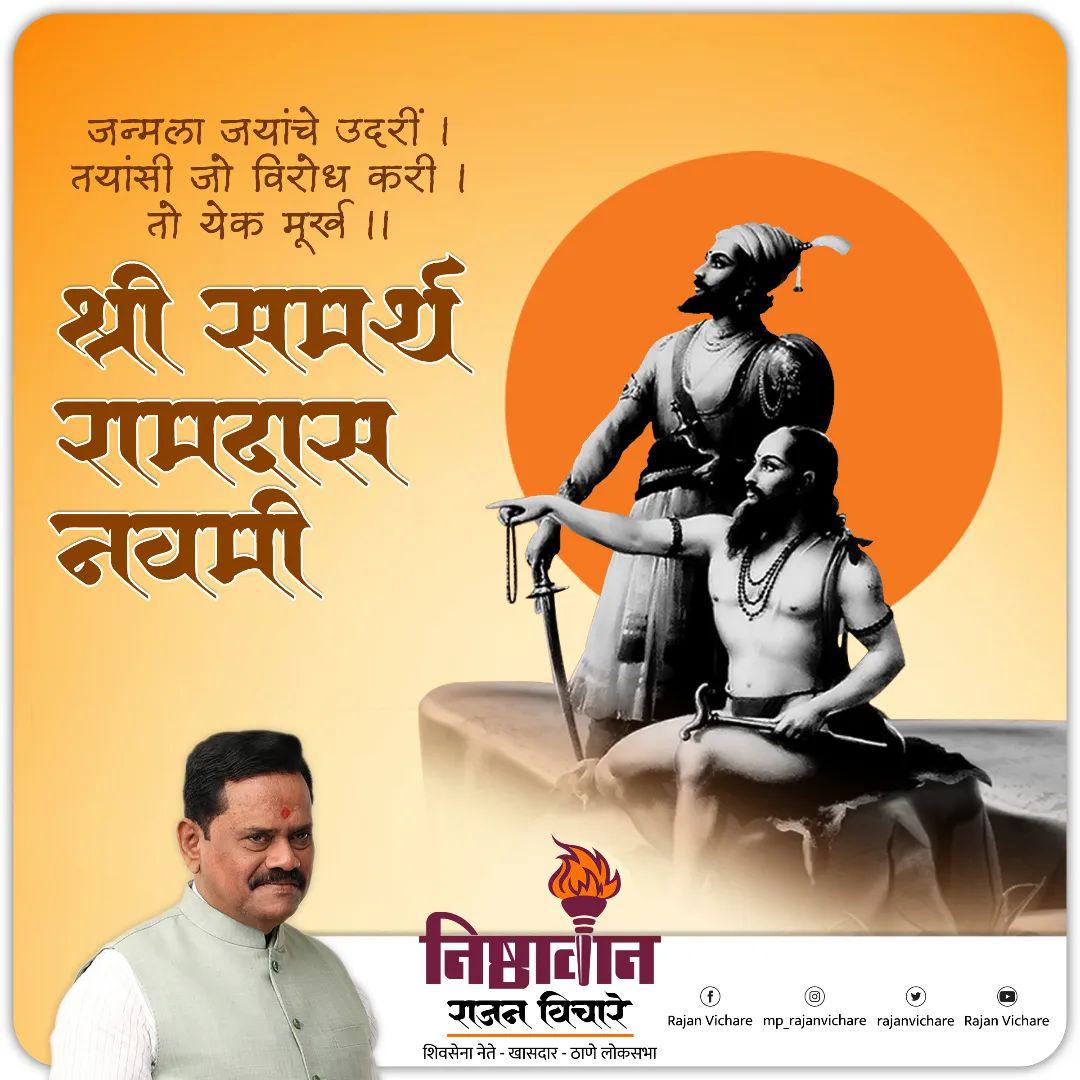 जन्मला जयांचे उदरीं ।
तयांसी जो विरोध करी ।
तो येक मूर्ख ।।
श्री समर्थ
रामदास
नवमी
निष्ठावान
राजन विचारे
शिवसेना नेते - खासदार - ठाणे लोकसभा
Rajan Vichare mp_rajanvichare rajanvichare Rajan Vichare